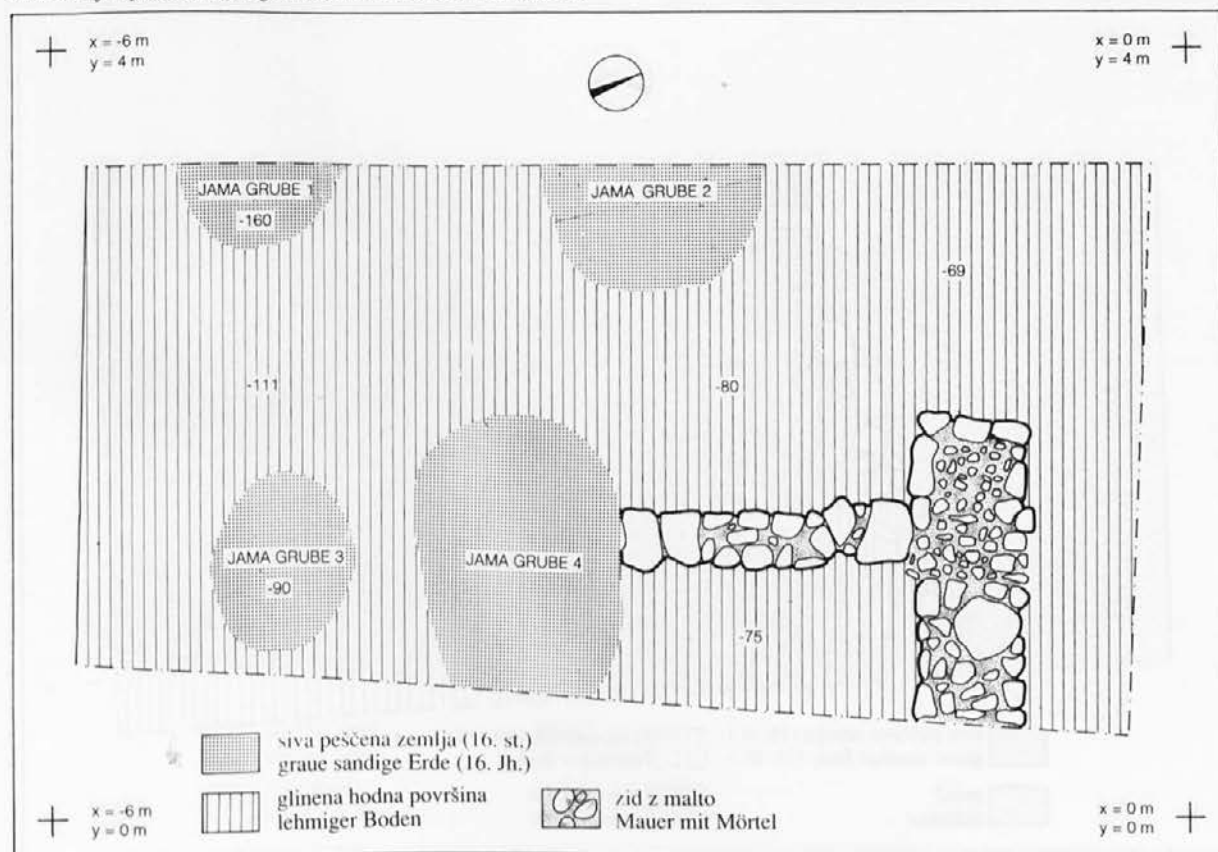 x = -6 m
y = 4 m
x = 0 m
y = 4 m
JAMA GRUBE 1
-160
JAMA GRUBE 2
-69
-111
-80
JAMA GRUBE 3
-90
JAMA GRUBE 4
-75
siva peščena zemlja (16. st.)
graue sandige Erde (16. Jh.)
glinena hodna površina
lehmiger Boden
zid z malto
Mauer mit Mörtel
x = -6 m
y = 0 m
x = 0 m
y = 0 m